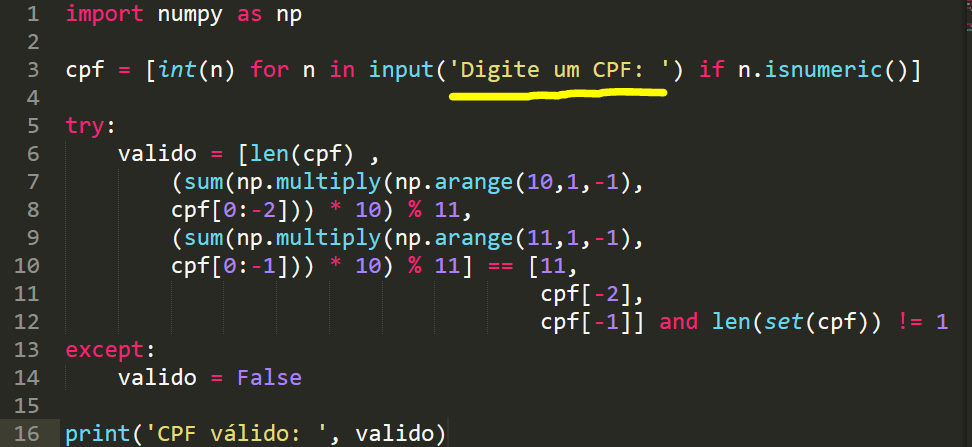 1 import numpy as np
2
3 cpf = [int(n) for n in input('Digite um CPF: ') if n.isnumeric()]
4
5 try:
6     valido = [len(cpf) ,
7         (sum(np.multiply(np.arange(10,1,-1),
8         cpf[0:-2])) * 10) % 11,
9         (sum(np.multiply(np.arange(11,1,-1),
10         cpf[0:-1])) * 10) % 11] == [11,
11                                     cpf[-2],
12                                     cpf[-1]] and len(set(cpf)) != 1
13 except:
14     valido = False
15
16 print('CPF válido: ', valido)